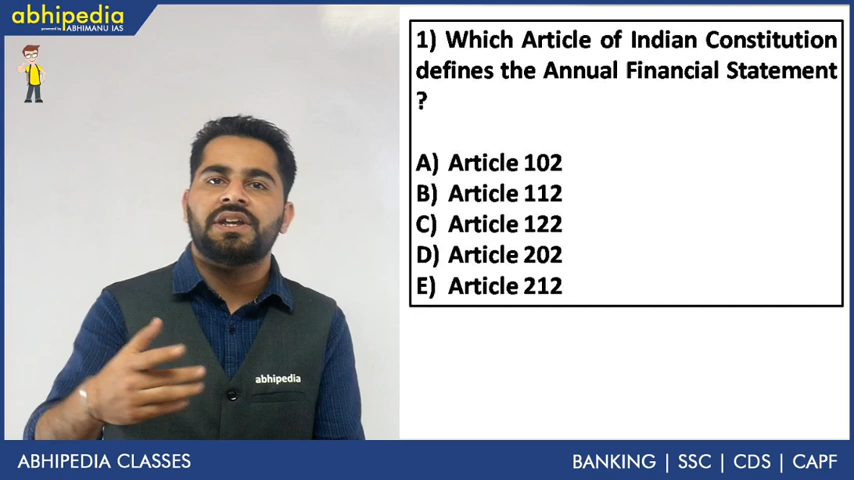 abhipedia
powered by ABHIMANU IAS
1) Which Article of Indian Constitution
defines the Annual Financial Statement
?
A) Article 102
B) Article 112
C) Article 122
D) Article 202
E) Article 212
abhipedia
ABHIPEDIA CLASSES
BANKING | SSC | CDS | CAPF